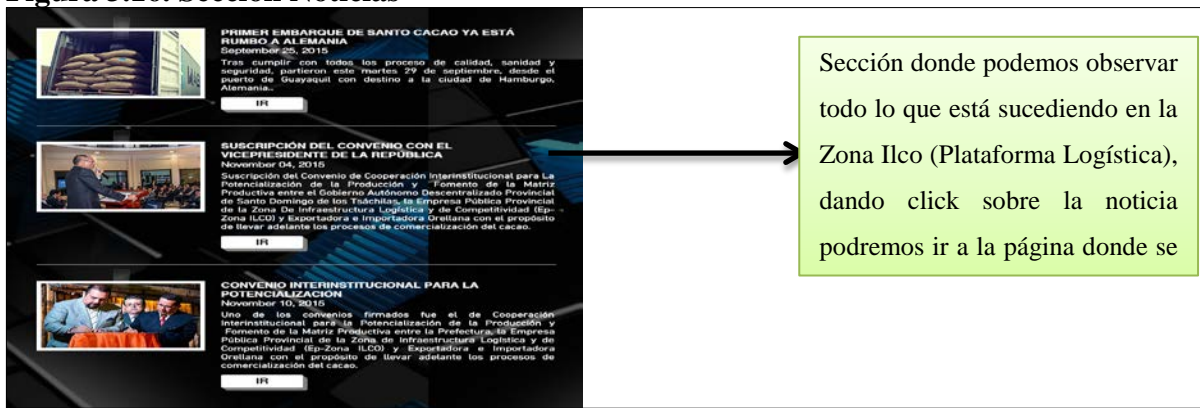 PRIMER EMBARQUE DE SANTO CACAO YA ESTÁ
RUMBO A ALEMANIA
September 25, 2015
Tras cumplir con todos los proceso de calidad, sanidad y
seguridad, partieron este martes 29 de septiembre, desde el
puerto de Guayaquil con destino a la ciudad de Hamburgo,
Alemania..
IR
SUSCRIPCIÓN DEL CONVENIO CON EL
VICEPRESIDENTE DE LA REPÚBLICA
November 04, 2015
Suscripción del Convenio de Cooperación Interinstitucional para La
Potencialización de la Producción y Fomento de la Matriz
Productiva entre el Gobierno Autónomo Descentralizado Provincial
de Santo Domingo de los Tsáchilas, la Empresa Pública Provincial
de la Zona De Infraestructura Logística y de Competitividad (Ep-
Zona ILCO) y Exportadora e Importadora Orellana con el propósito
de llevar adelante los procesos de comercialización del cacao.
IR
CONVENIO INTERINSTITUCIONAL PARA LA
POTENCIALIZACIÓN
November 10, 2015
Uno de los convenios firmados fue el de Cooperación
Interinstitucional para la Potencialización de la Producción y
Fomento de la Matriz Productiva entre la Prefectura, la Empresa
Pública Provincial de la Zona de Infraestructura Logística y de
Competitividad (Ep-Zona ILCO) y Exportadora e Importadora
Orellana con el propósito de llevar adelante los procesos de
comercialización del cacao.
IR
Sección donde podemos observar
todo lo que está sucediendo en la
Zona Ilco (Plataforma Logística),
dando click sobre la noticia
podremos ir a la página donde se